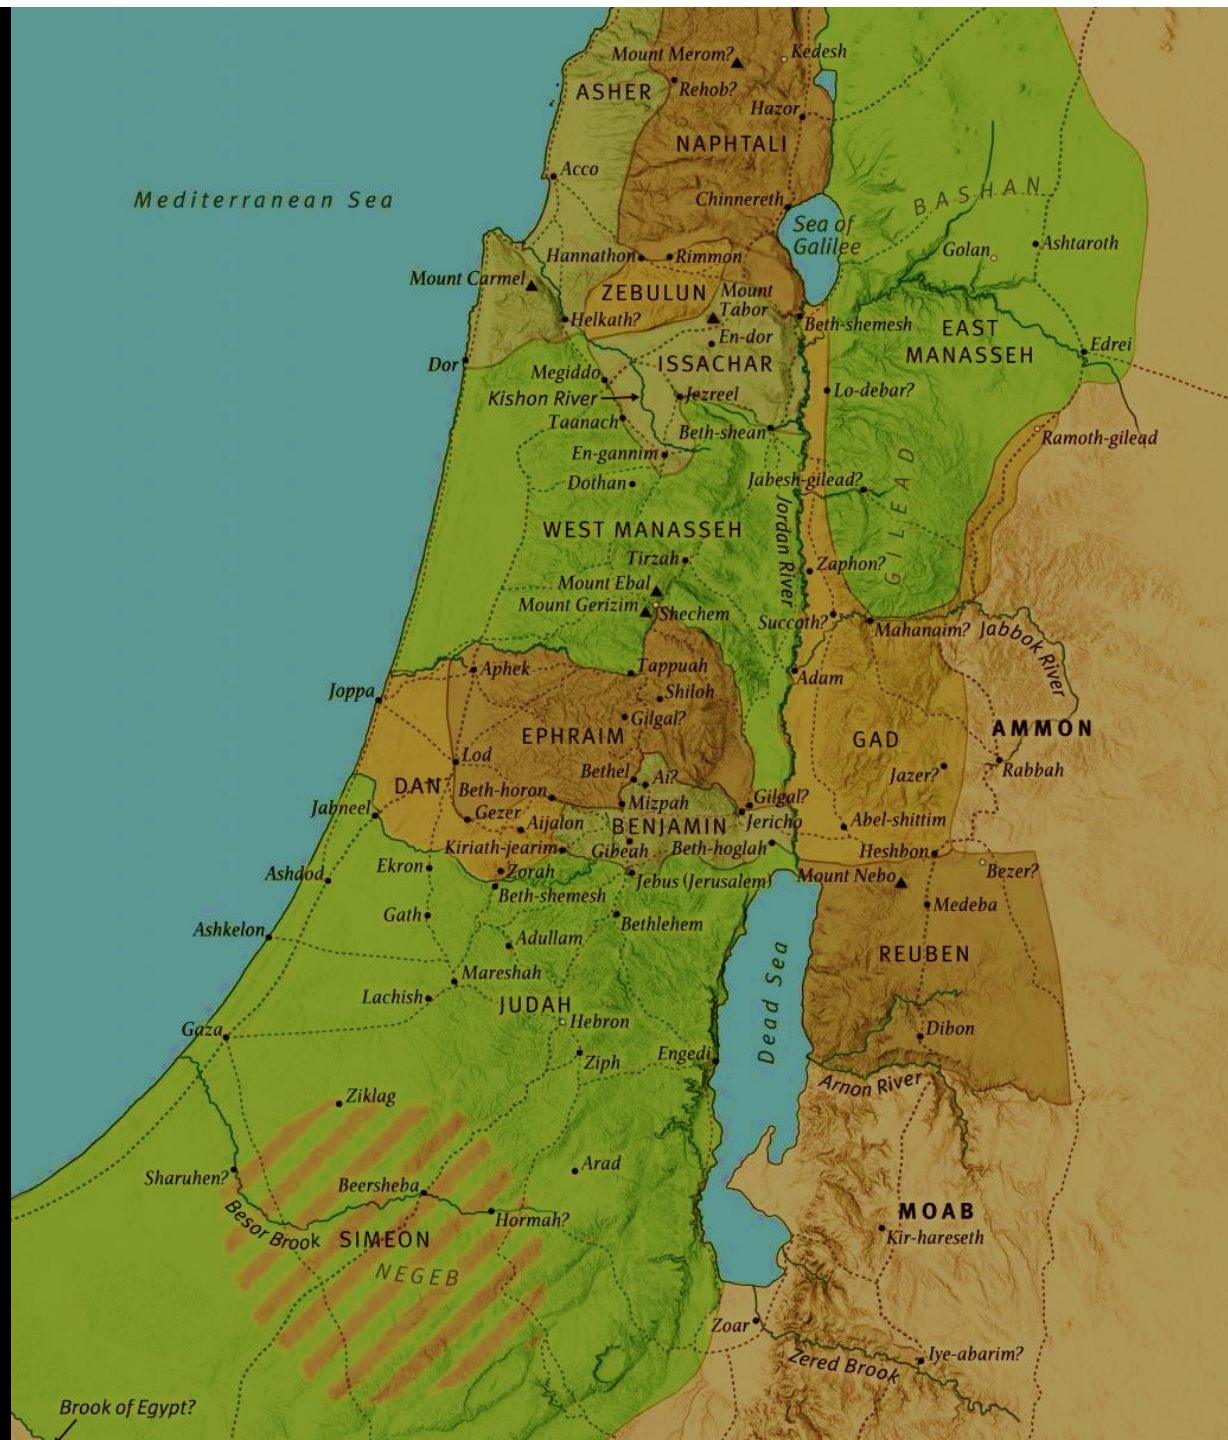 Mount Merom?
Kedesh
ASHER
Rehob?
Hazor
NAPHTALI
Acco
Mediterranean Sea
Chinnereth
BASHAN
Sea of
Galilee
Golan
Ashtaroth
Hannathon
Rimmon
Mount Carmel
ZEBULUN
Mount
Tabor
Helkath?
Beth-shemesh
EAST
MANASSEH
En-dor
Edrei
Dor
ISSACHAR
Megiddo
Kishon River
Jezreel
Lo-debar?
Taanach
Beth-shean
Ramoth-gilead
En-gannim
Dothan
Jabesh-gilead?
GILEAD
Jordan River
WEST MANASSEH
Tirzah
Zaphon?
Mount Ebal
Mount Gerizim
Shechem
Succoth?
Mahanaim?
Jabbok River
Aphek
Tappuah
Adam
Joppa
Shiloh
Gilgal?
EPHRAIM
GAD
AMMON
Lod
Bethel
Ai?
Jazer?
Rabbah
DAN
Beth-horon
Mizpah
Gilgal?
Jabneel
Gezer
Aijalon
BENJAMIN
Jericho
Abel-shittim
Kiriath-jearim
Gibeah
Beth-hoglah
Heshbon
Ekron
Zorah
Bezer?
Ashdod
Beth-shemesh
Jebus (Jerusalem)
Mount Nebo
Gath
Bethlehem
Medeba
Ashkelon
Adullam
Dead Sea
REUBEN
Mareshah
Lachish
JUDAH
Hebron
Gaza
Dibon
Ziph
Engedi
Arnon River
Ziklag
Sharuhen?
Beersheba
Arad
Besor Brook
SIMEON
Hormah?
MOAB
Kir-hareseth
NEGEB
Zoar
Zered Brook
Iye-abarim?
Brook of Egypt?